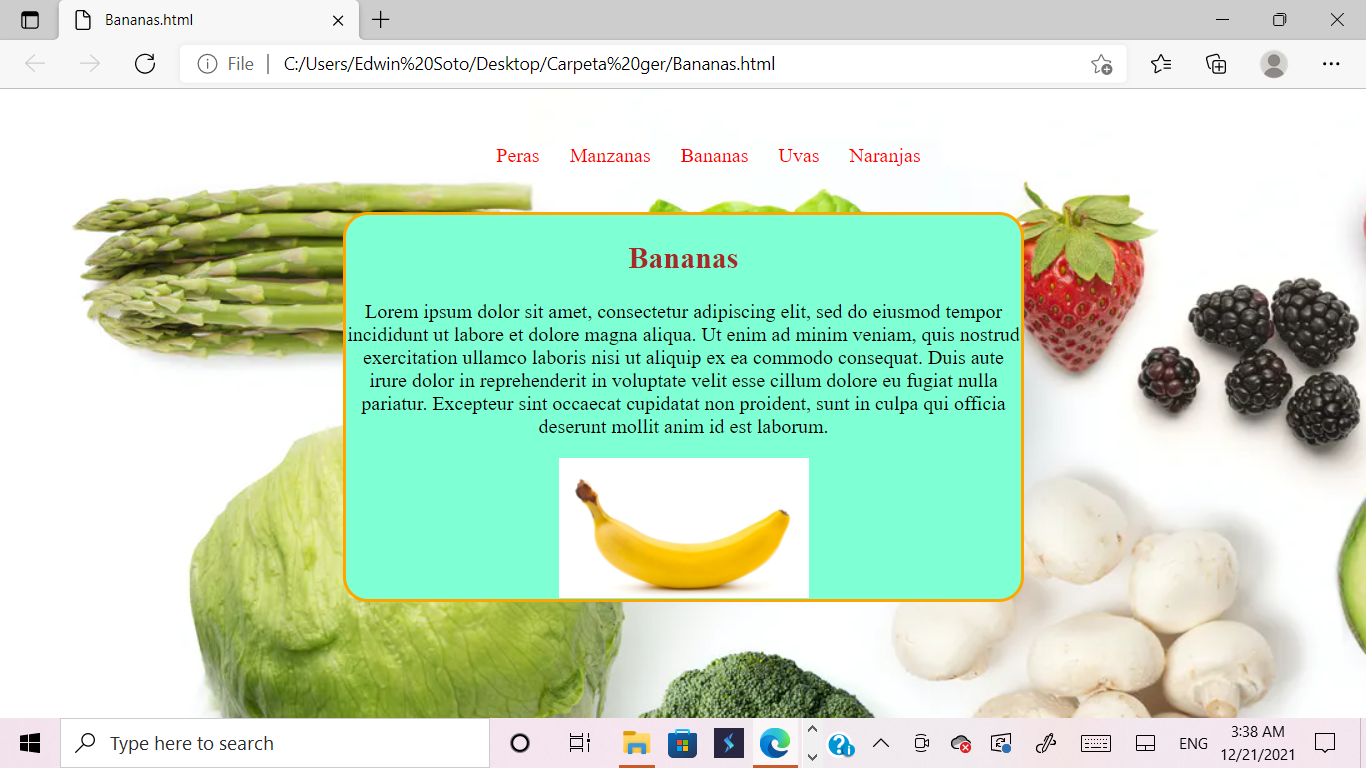 Bananas.html
File
C:/Users/Edwin%20Soto/Desktop/Carpeta%20ger/Bananas.html
Peras Manzanas Bananas Uvas Naranjas
Bananas
Lorem ipsum dolor sit amet, consectetur adipiscing elit, sed do eiusmod tempor
incididunt ut labore et dolore magna aliqua. Ut enim ad minim veniam, quis nostrud
exercitation ullamco laboris nisi ut aliquip ex ea commodo consequat. Duis aute
irure dolor in reprehenderit in voluptate velit esse cillum dolore eu fugiat nulla
pariatur. Excepteur sint occaecat cupidatat non proident, sunt in culpa qui officia
deserunt mollit anim id est laborum.
Type here to search
ENG
3:38 AM
12/21/2021